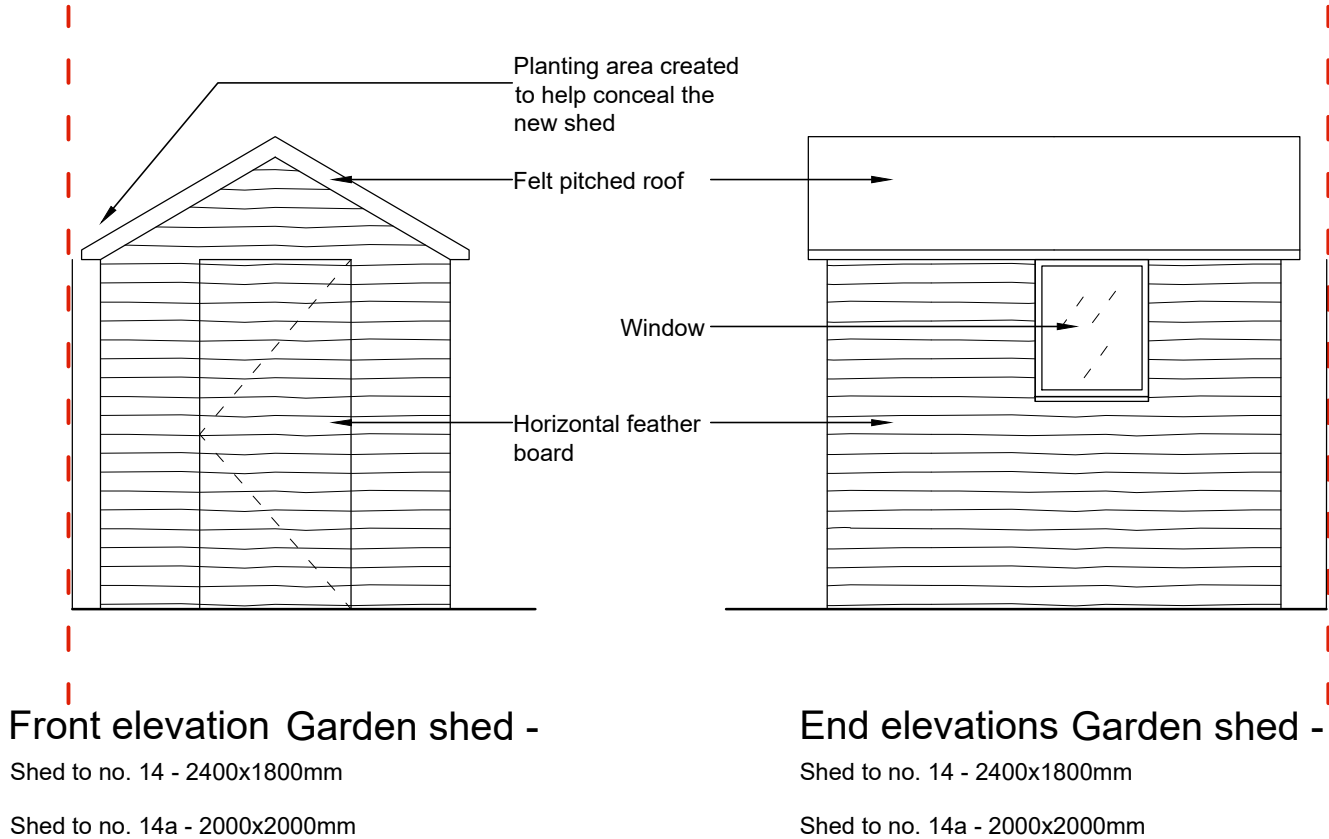 Planting area created
to help conceal the
new shed
Felt pitched roof
Window
Horizontal feather
board
Front elevation Garden shed -
Shed to no. 14 - 2400x1800mm
Shed to no. 14a - 2000x2000mm
End elevations Garden shed -
Shed to no. 14 - 2400x1800mm
Shed to no. 14a - 2000x2000mm